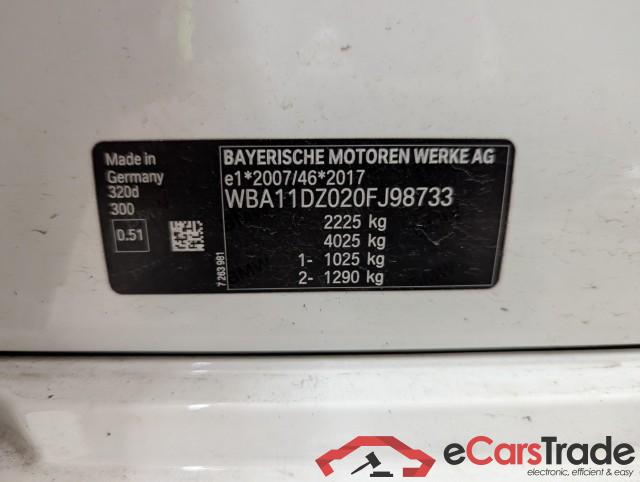 Made in
Germany
320d
300
0.51
7 263 981
BAYERISCHE MOTOREN WERKE AG
e1*2007/46*2017
WBA11DZ020FJ98733
2225 kg
4025 kg
1- 1025 kg
2- 1290 kg
eCarsTrade
electronic, efficient & easy